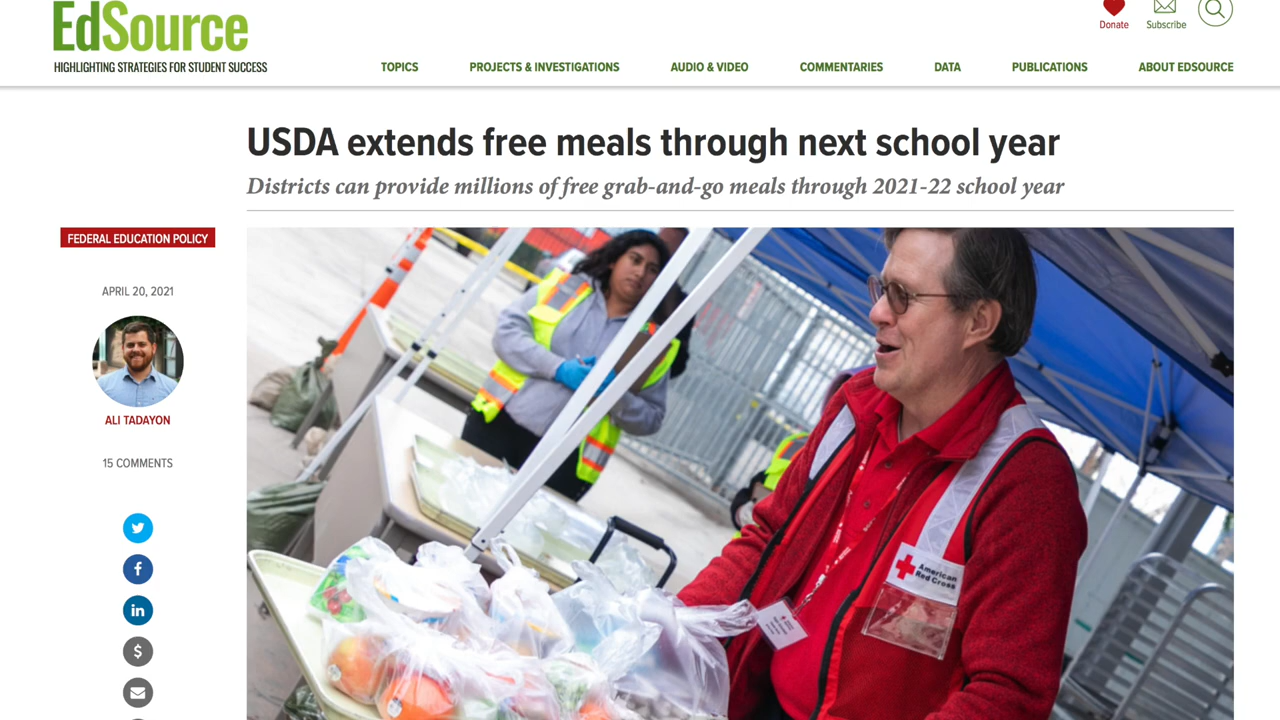 EdSource
HIGHLIGHTING STRATEGIES FOR STUDENT SUCCESS
Donate
Subscribe
TOPICS
PROJECTS & INVESTIGATIONS
AUDIO & VIDEO
COMMENTARIES
DATA
PUBLICATIONS
ABOUT EDSOURCE
USDA extends free meals through next school year
Districts can provide millions of free grab-and-go meals through 2021-22 school year
FEDERAL EDUCATION POLICY
APRIL 20, 2021
ALI TADAYON
15 COMMENTS
American
Red Cross